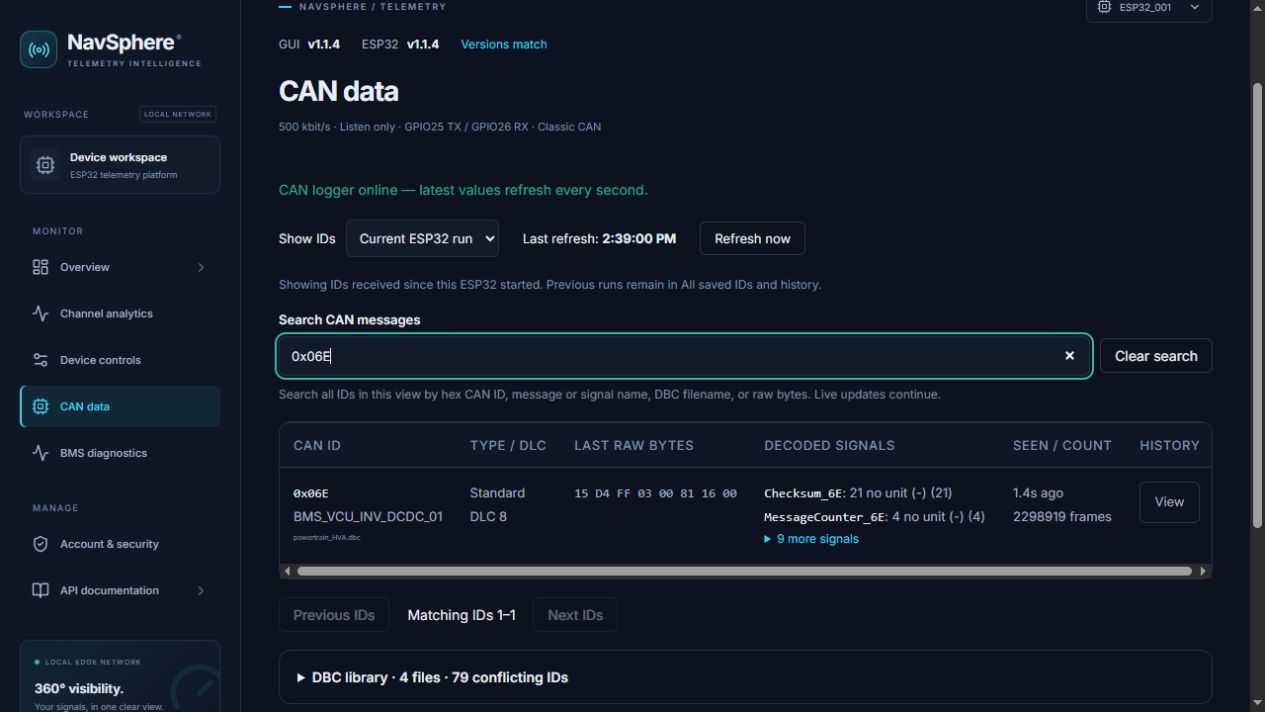 NAVSPHERE / TELEMETRY
ESP32_001
NavSphere
TELEMETRY INTELLIGENCE
GUI v1.1.4 ESP32 v1.1.4 Versions match
CAN data
500 kbit/s · Listen only · GPIO25 TX / GPIO26 RX · Classic CAN
WORKSPACE
LOCAL NETWORK
Device workspace
ESP32 telemetry platform
MONITOR
Overview
Channel analytics
Device controls
CAN data
BMS diagnostics
MANAGE
Account & security
API documentation
LOCAL EDGE NETWORK
360° visibility.
Your signals, in one clear view.
CAN logger online — latest values refresh every second.
Show IDs Current ESP32 run Last refresh: 2:39:00 PM Refresh now
Showing IDs received since this ESP32 started. Previous runs remain in All saved IDs and history.
Search CAN messages
0x06E × Clear search
Search all IDs in this view by hex CAN ID, message or signal name, DBC filename, or raw bytes. Live updates continue.
CAN ID TYPE / DLC LAST RAW BYTES DECODED SIGNALS SEEN / COUNT HISTORY
0x06E Standard 15 D4 FF 03 00 81 16 00 Checksum_6E: 21 no unit (-) (21) 1.4s ago View
BMS_VCU_INV_DCDC_01 DLC 8 MessageCounter_6E: 4 no unit (-) (4) 2298919 frames
powertrain_HVA.dbc 9 more signals
Previous IDs Matching IDs 1–1 Next IDs
DBC library · 4 files · 79 conflicting IDs